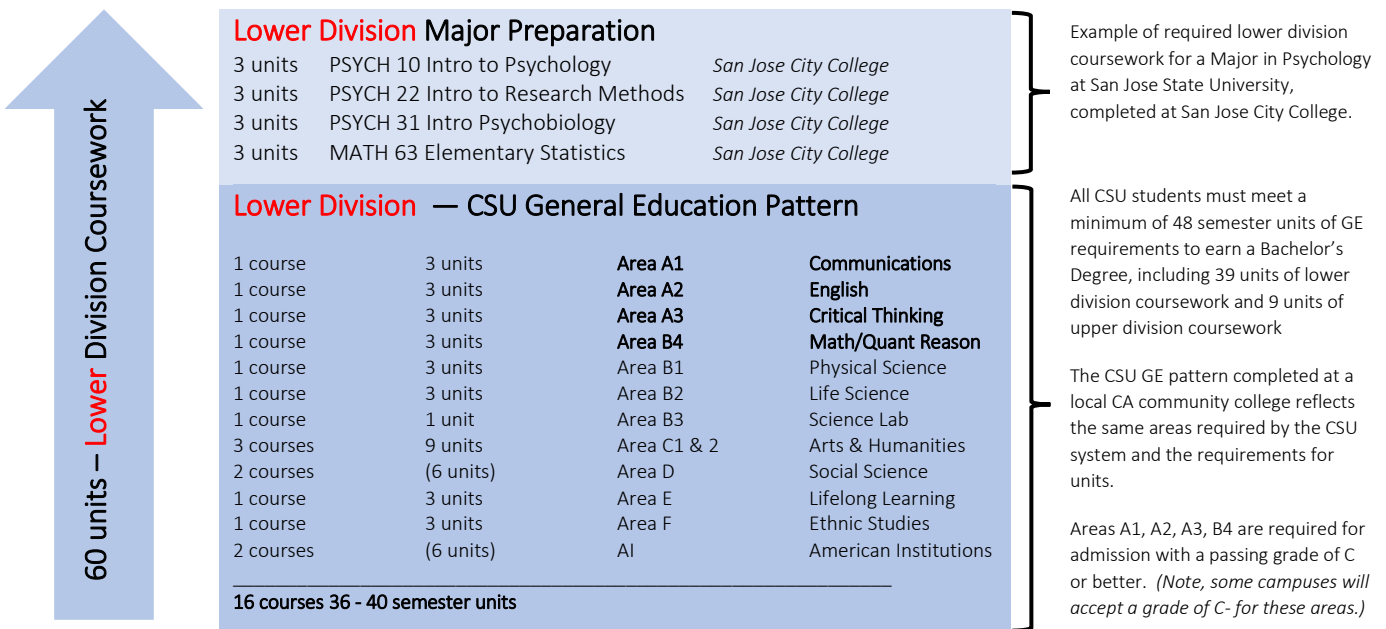 60 units – Lower Division Coursework
Lower Division Major Preparation
3 units PSYCH 10 Intro to Psychology San Jose City College
3 units PSYCH 22 Intro to Research Methods San Jose City College
3 units PSYCH 31 Intro Psychobiology San Jose City College
3 units MATH 63 Elementary Statistics San Jose City College
Example of required lower division
coursework for a Major in Psychology
at San Jose State University,
completed at San Jose City College.
Lower Division — CSU General Education Pattern
1 course 3 units Area A1 Communications
1 course 3 units Area A2 English
1 course 3 units Area A3 Critical Thinking
1 course 3 units Area B4 Math/Quant Reason
1 course 3 units Area B1 Physical Science
1 course 3 units Area B2 Life Science
1 course 1 unit Area B3 Science Lab
3 courses 9 units Area C1 & 2 Arts & Humanities
2 courses (6 units) Area D Social Science
1 course 3 units Area E Lifelong Learning
1 course 3 units Area F Ethnic Studies
2 courses (6 units) AI American Institutions
16 courses 36 - 40 semester units
All CSU students must meet a
minimum of 48 semester units of GE
requirements to earn a Bachelor’s
Degree, including 39 units of lower
division coursework and 9 units of
upper division coursework
The CSU GE pattern completed at a
local CA community college reflects
the same areas required by the CSU
system and the requirements for
units.
Areas A1, A2, A3, B4 are required for
admission with a passing grade of C
or better. (Note, some campuses will
accept a grade of C- for these areas.)